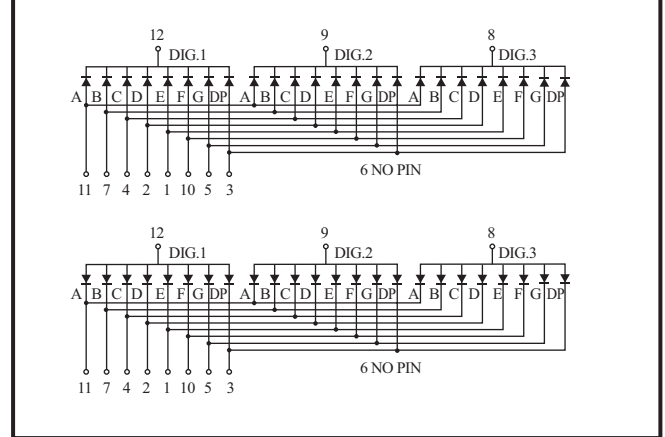 12 9 8
DIG.1 DIG.2 DIG.3
A B C D E F G DP A B C D E F G DP A B C D E F G DP
6 NO PIN
11 7 4 2 1 10 5 3
12 9 8
DIG.1 DIG.2 DIG.3
A B C D E F G DP A B C D E F G DP A B C D E F G DP
6 NO PIN
11 7 4 2 1 10 5 3